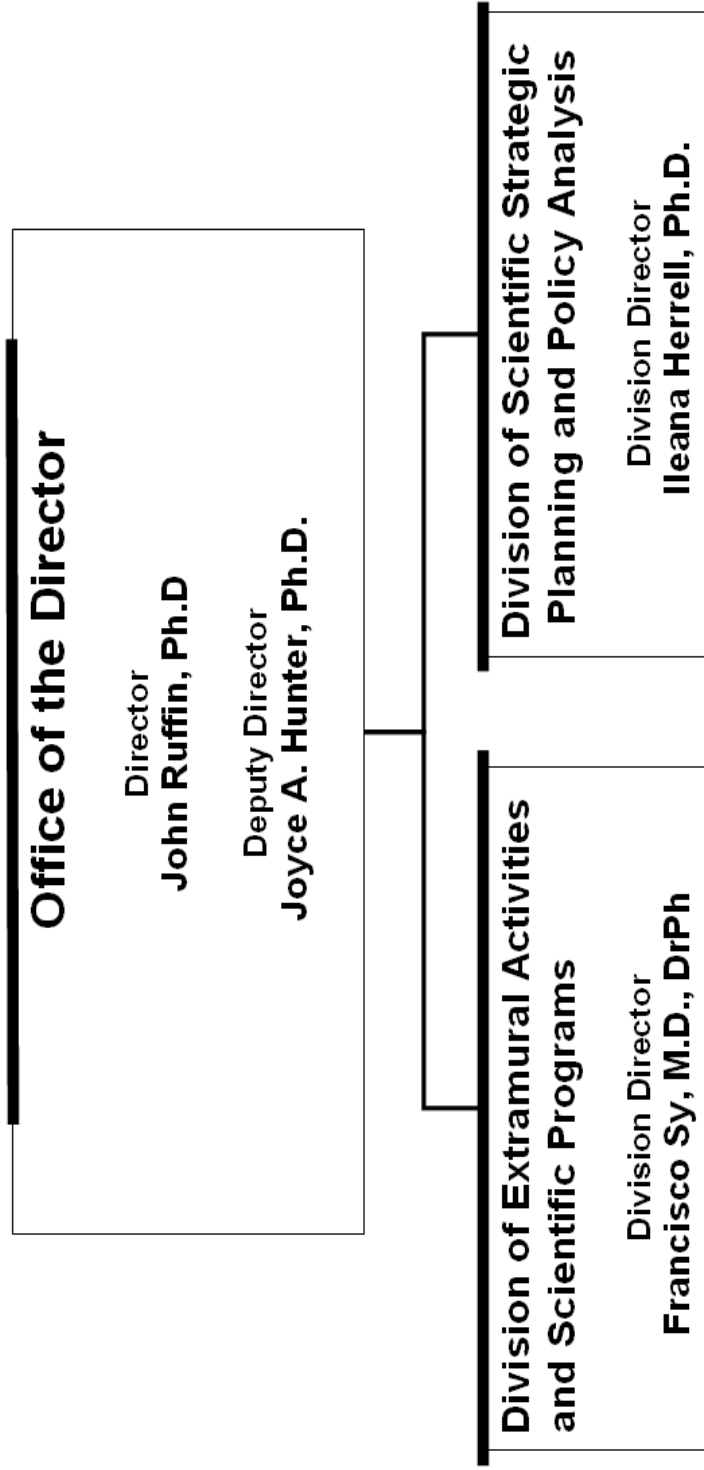 Office of the Director
Director
John Ruffin, Ph.D
Deputy Director
Joyce A. Hunter, Ph.D.
Division of Extramural Activities
and Scientific Programs
Division Director
Francisco Sy, M.D., DrPh
Division of Scientific Strategic
Planning and Policy Analysis
Division Director
Ileana Herrell, Ph.D.